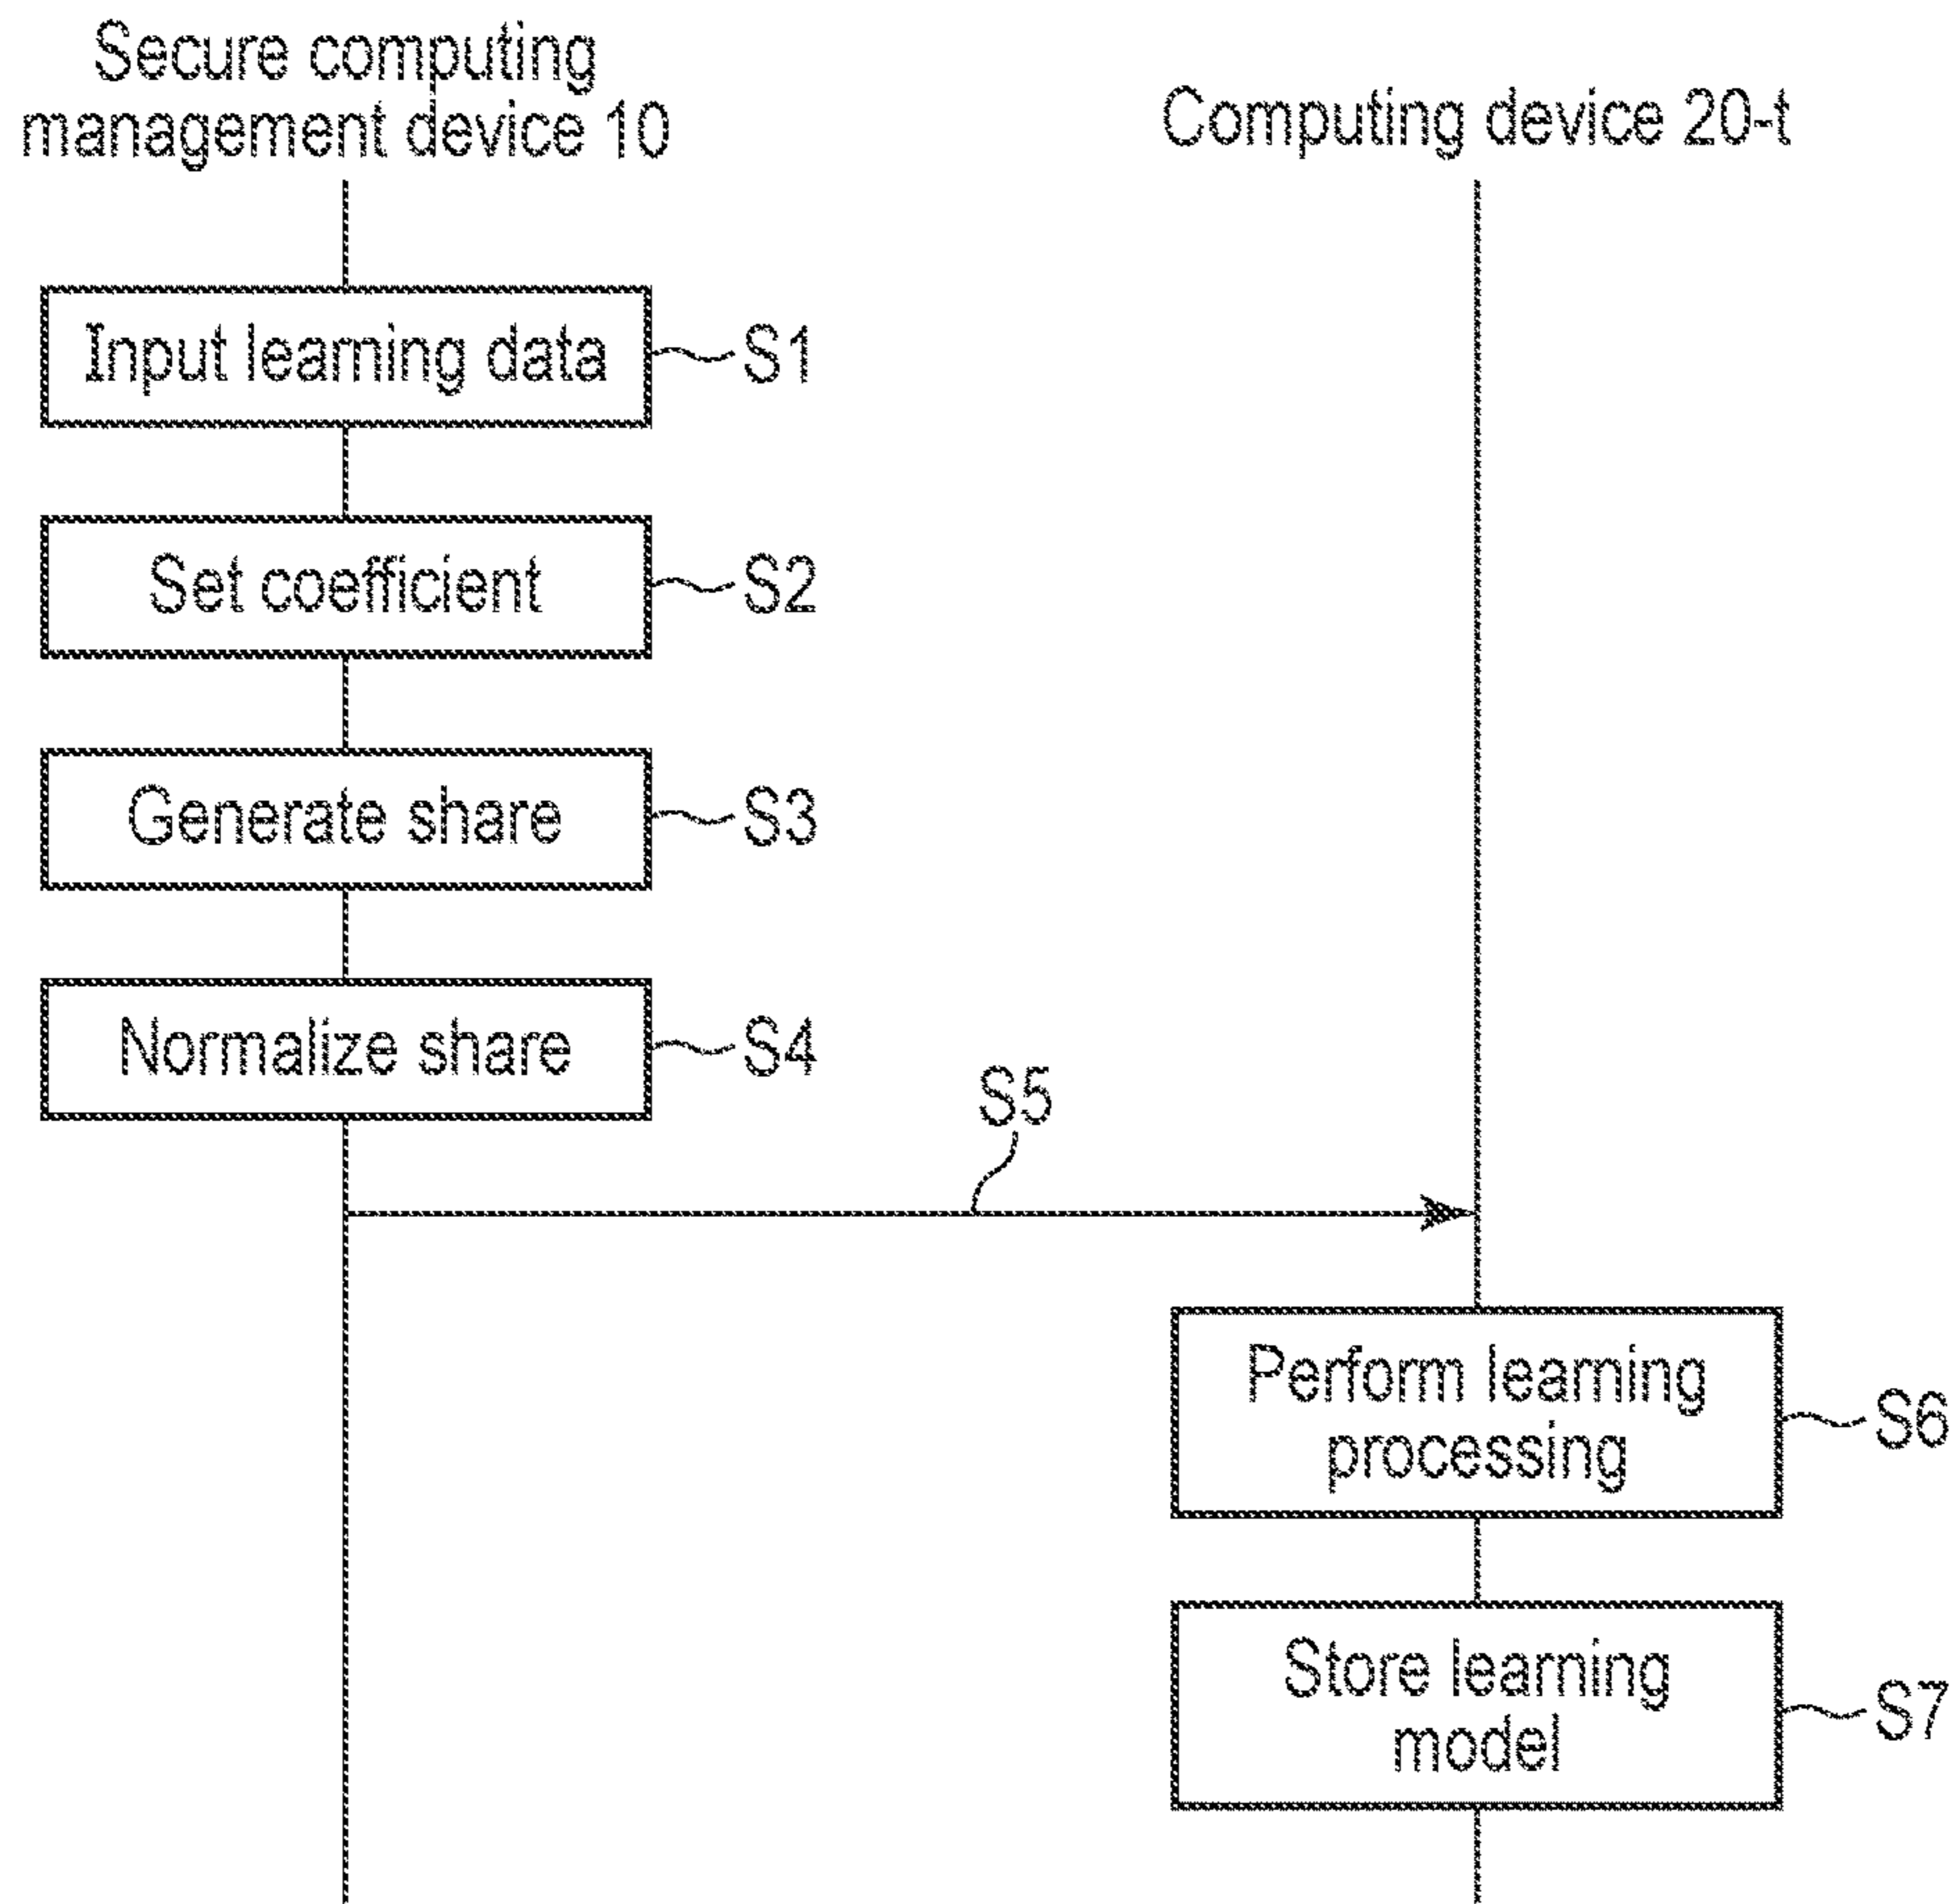 Secure computing
management device 10
Computing device 20-t
Input learning data
S1
Set coefficient
S2
Generate share
S3
Normalize share
S4
S5
Perform learning
processing
S6
Store learning
model
S7